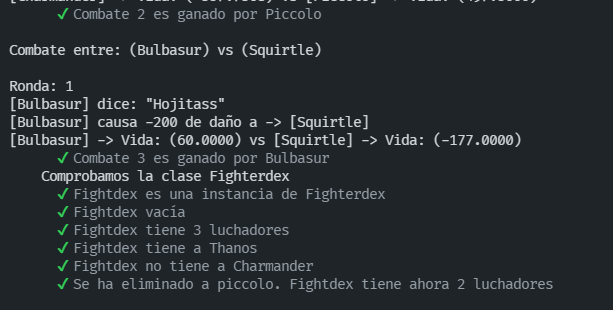 ✓ Combate 2 es ganado por Piccolo
Combate entre: (Bulbasur) vs (Squirtle)
Ronda: 1
[Bulbasur] dice: "Hojitass"
[Bulbasur] causa -200 de daño a -> [Squirtle]
[Bulbasur] -> Vida: (60.0000) vs [Squirtle] -> Vida: (-177.0000)
✓ Combate 3 es ganado por Bulbasur
Comprobamos la clase Fighterdex
✓ Fightdex es una instancia de Fighterdex
✓ Fightdex vacía
✓ Fightdex tiene 3 luchadores
✓ Fightdex tiene a Thanos
✓ Fightdex no tiene a Charmander
✓ Se ha eliminado a piccolo. Fightdex tiene ahora 2 luchadores